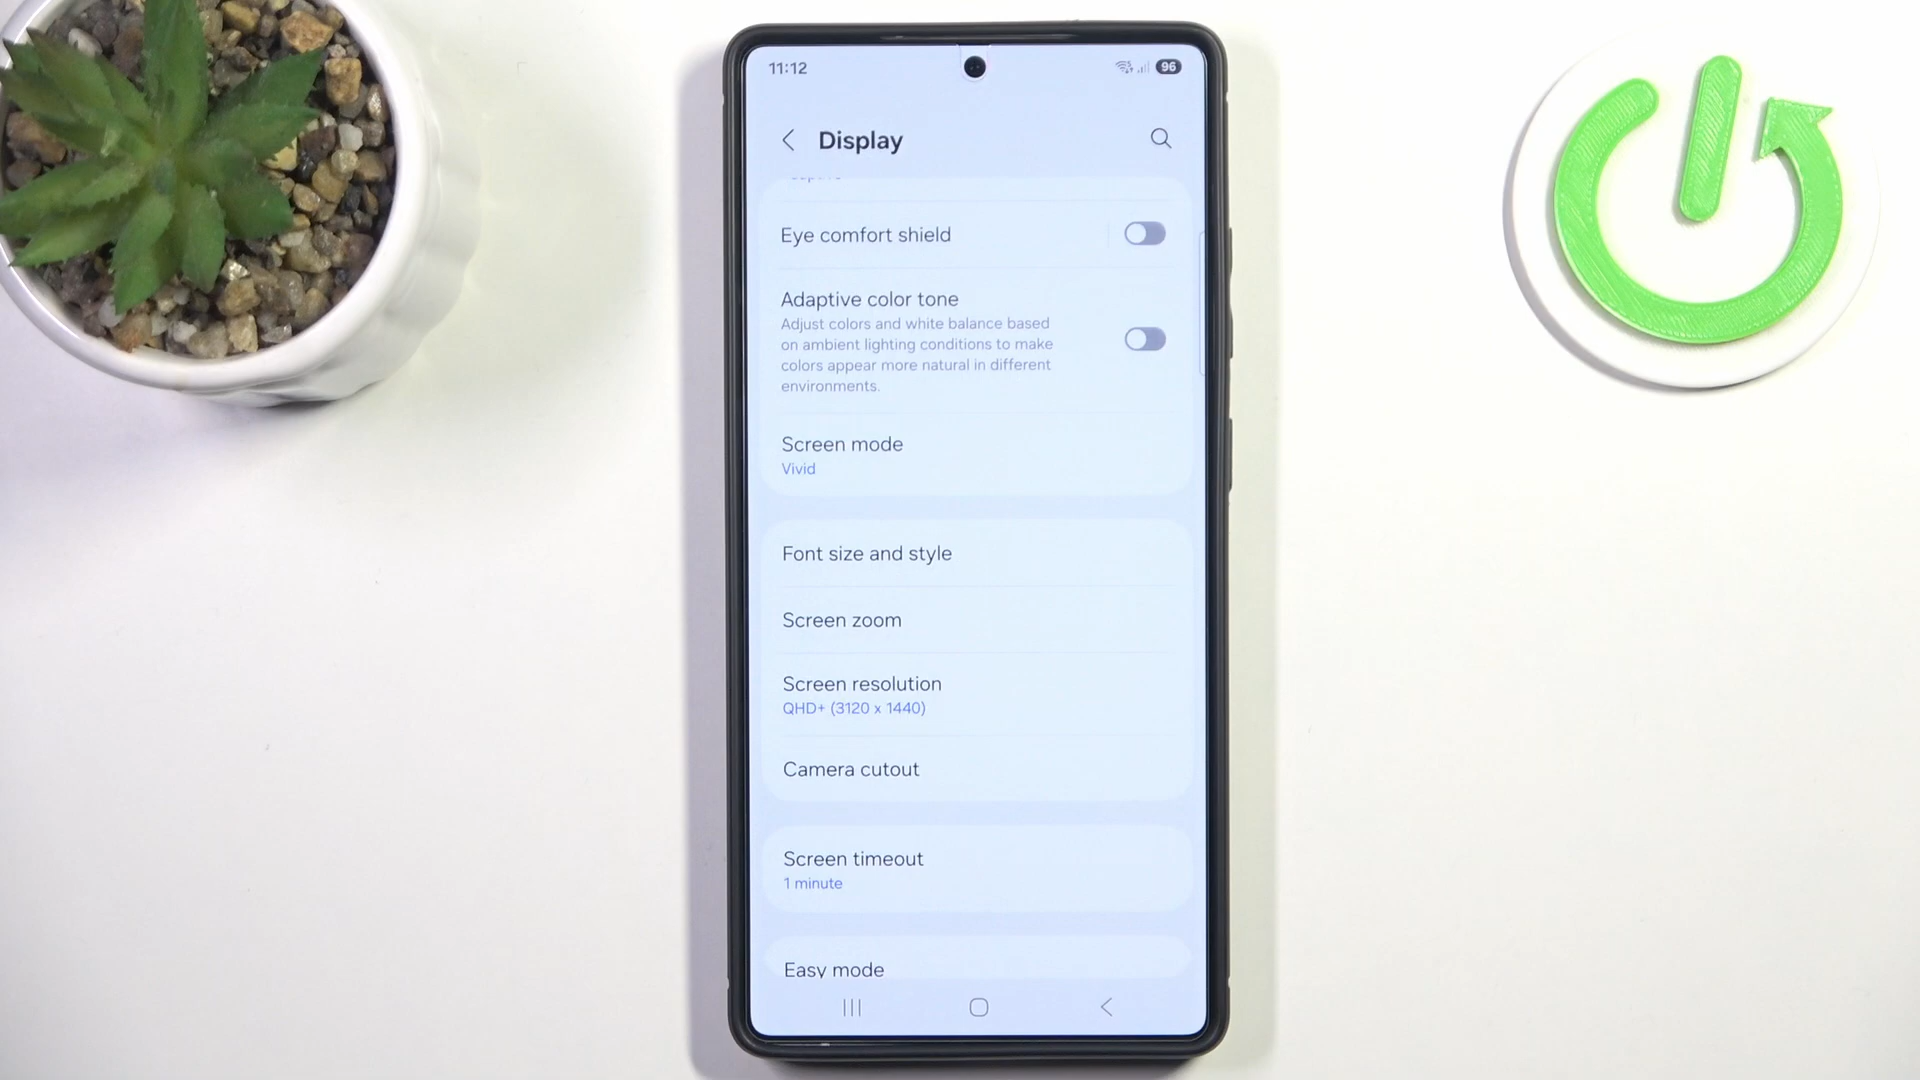 11:12
96
Display
Eye comfort shield
Adaptive color tone
Adjust colors and white balance based
on ambient lighting conditions to make
colors appear more natural in different
environments.
Screen mode
Vivid
Font size and style
Screen zoom
Screen resolution
QHD+ (3120 x 1440)
Camera cutout
Screen timeout
1 minute
Easy mode